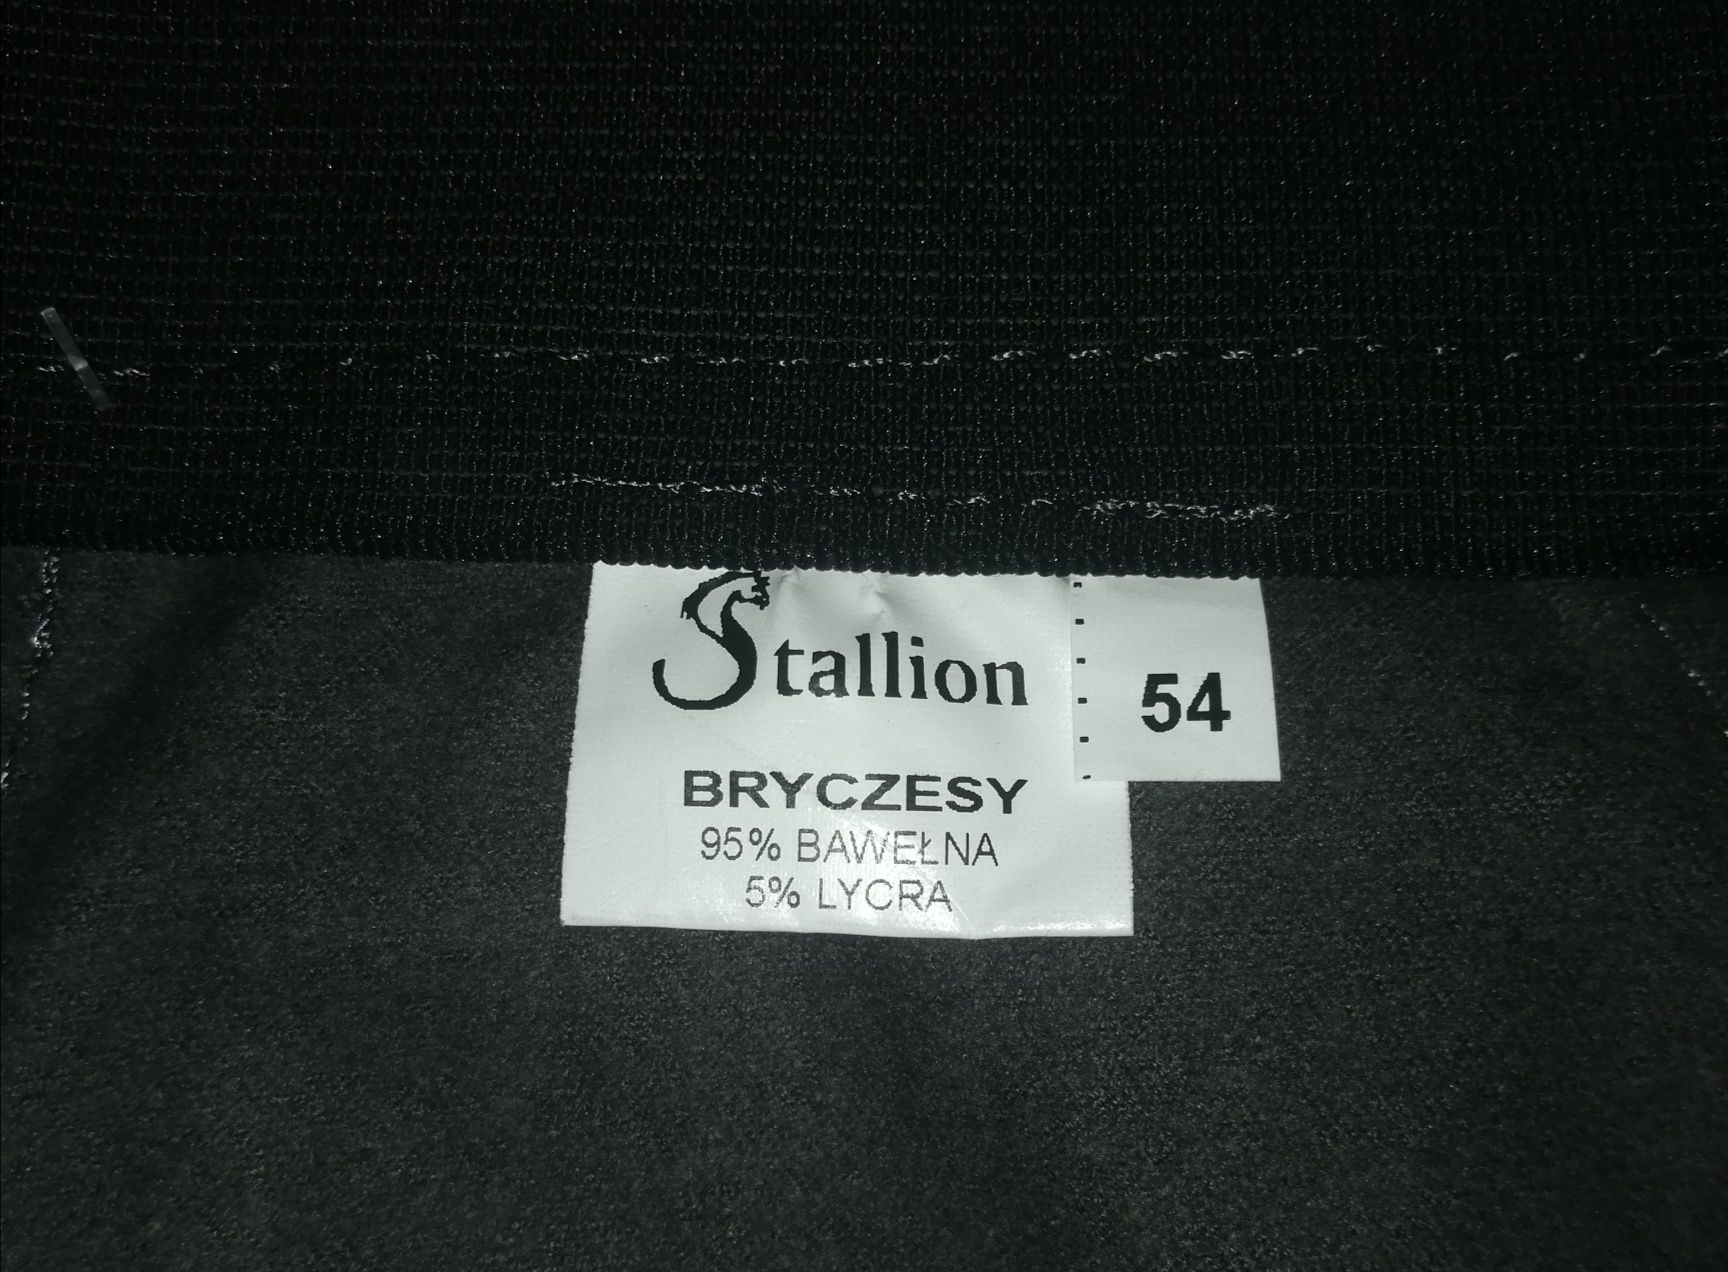 Stallion
54
BRYCZESY
95% BAWEŁNA
5% LYCRA